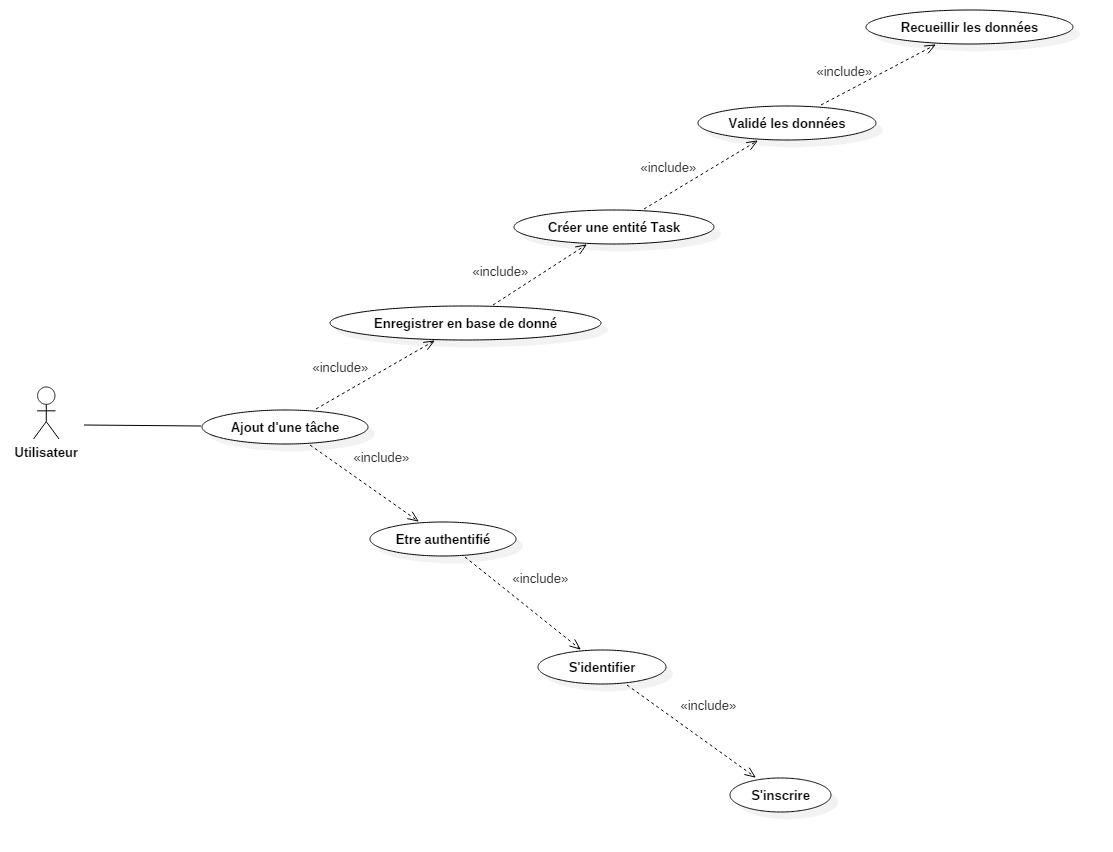 Recueillir les données
«include»
Validé les données
«include»
Créer une entité Task
«include»
Enregistrer en base de donné
«include»
Utilisateur
Ajout d'une tâche
«include»
Etre authentifié
«include»
S'identifier
«include»
S'inscrire